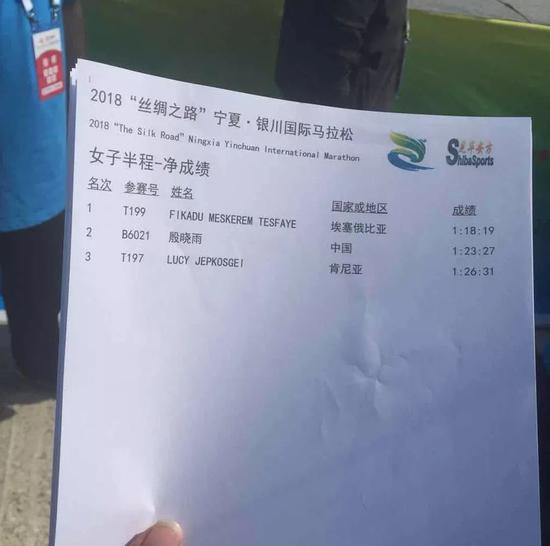 2018“丝绸之路”宁夏·银川国际马拉松
2018 "The Silk Road" Ningxia Yinchuan International Marathon
Shiba Sports
女子半程-净成绩
名次 参赛号 姓名 国家或地区 成绩
1 T199 FIKADU MESKEREM TESFAYE 埃塞俄比亚 1:18:19
2 B6021 殷晓雨 中国 1:23:27
3 T197 LUCY JEPKOSGEI 肯尼亚 1:26:31